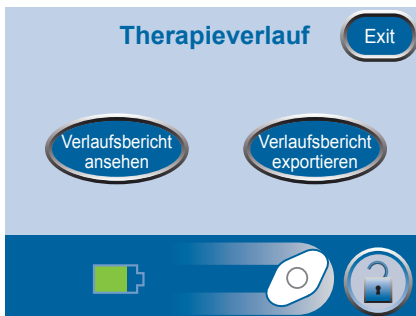 Therapieverlauf
Exit
Verlaufsbericht
ansehen
Verlaufsbericht
exportieren